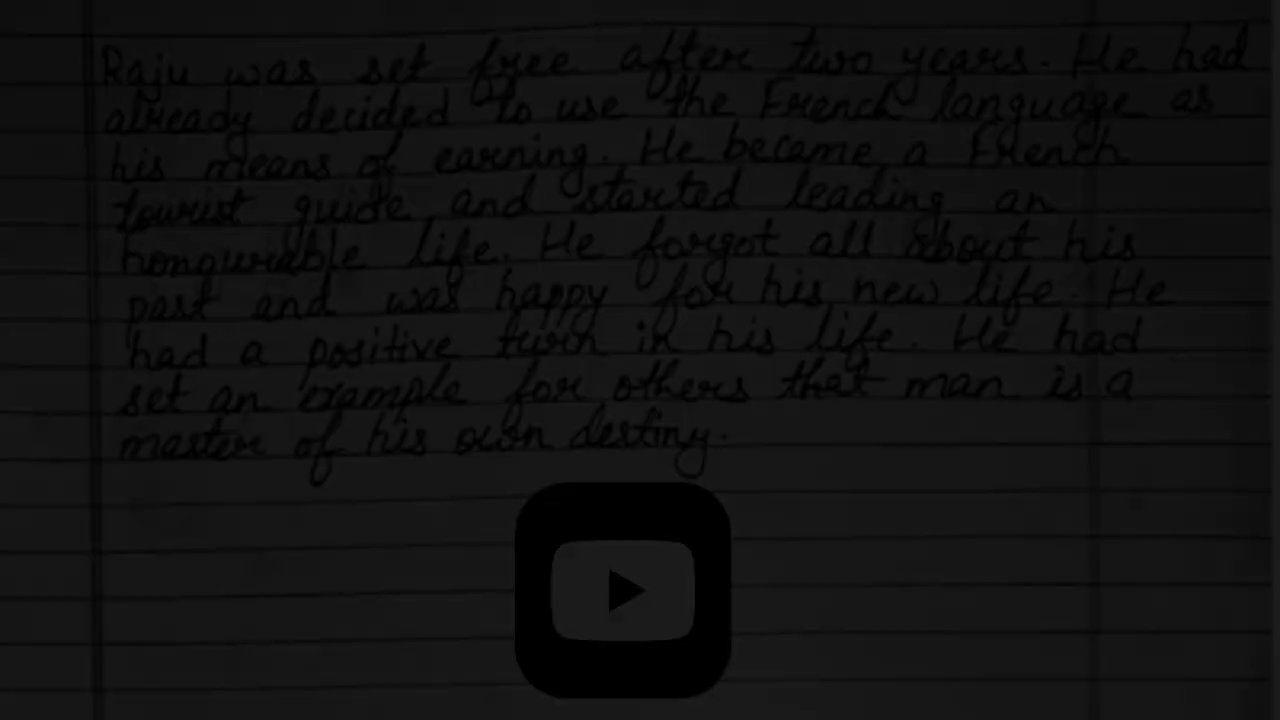 Raju was set free after two years. He had
already decided to use the French language as
his means of earning. He became a French
tourist guide and started leading an
honourable life. He forgot all about his
past and was happy for his new life. He
had a positive turn in his life. He had
set an example for others that man is a
master of his own destiny.